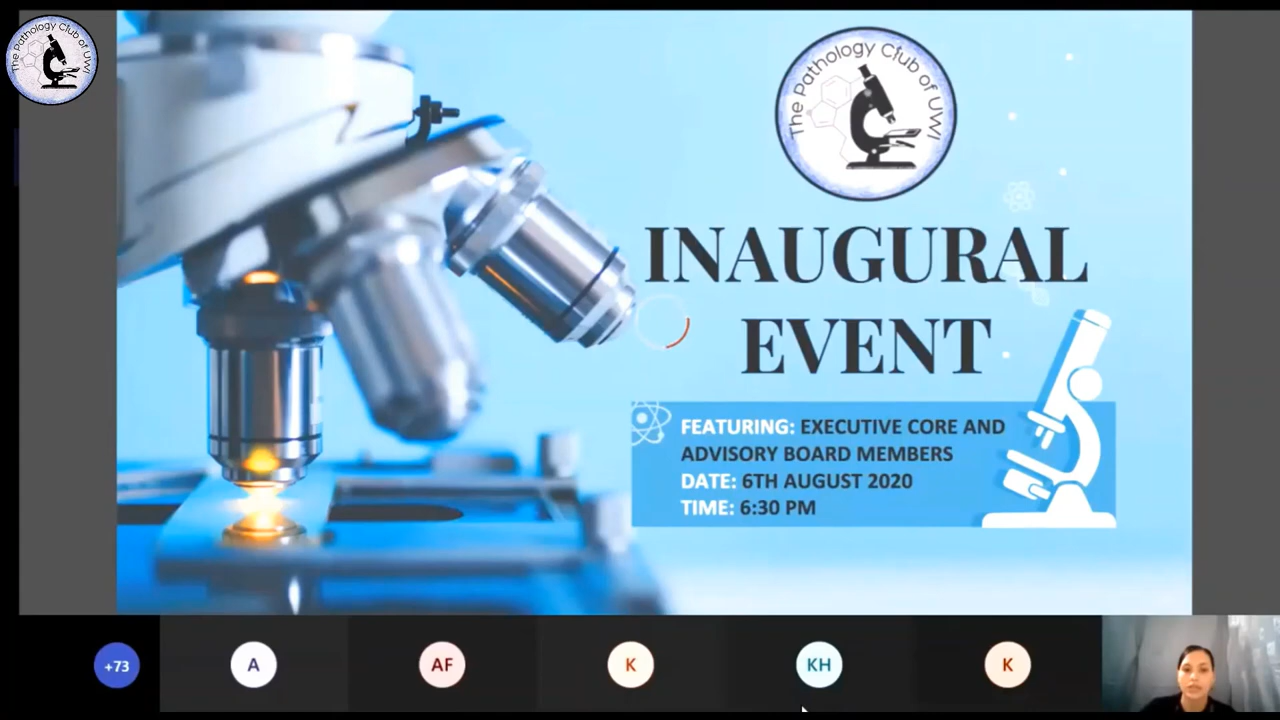 The Pathology Club of UWI
The Pathology Club of UWI
INAUGURAL
EVENT
FEATURING: EXECUTIVE CORE AND
ADVISORY BOARD MEMBERS
DATE: 6TH AUGUST 2020
TIME: 6:30 PM
+73
A
AF
K
KH
K